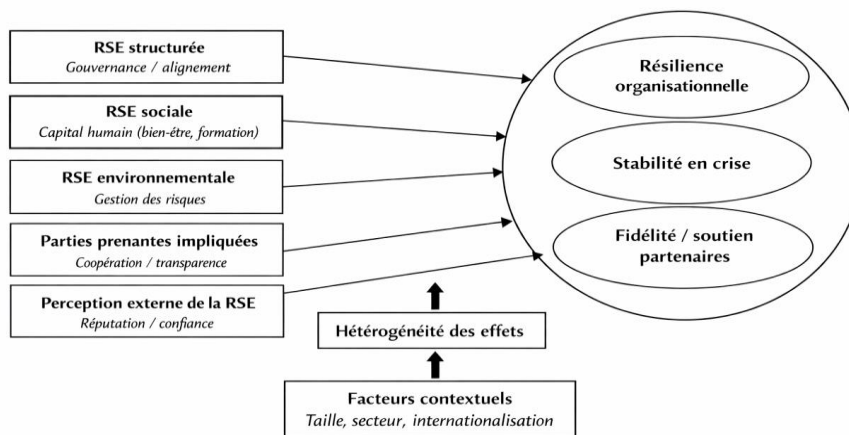 RSE structurée
Gouvernance / alignement
RSE sociale
Capital humain (bien-étre, formation)
RSE environnementale
Gestion des risques
Parties prenantes impliquées
Coopération / transparence
Perception externe de la RSE
Réputation / confiance
Résilience
organisationnelle
Stabilité en crise
Fidélité / soutien
partenaires
Hétérogénéité des effets
Facteurs contextuels
Taille, secteur, internationalisation